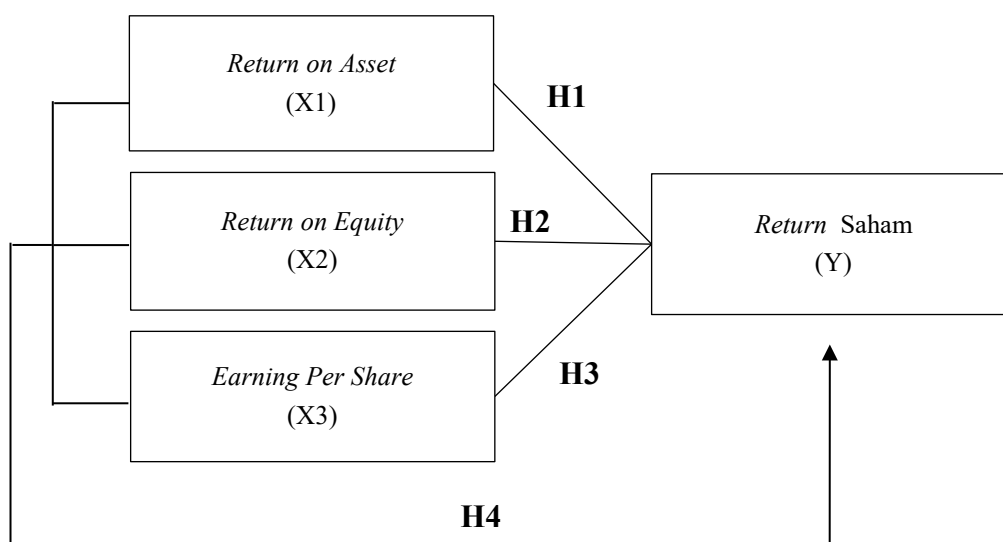 Return on Asset
(X1)
H1
Return on Equity
(X2)
H2
Return Saham
(Y)
Earning Per Share
(X3)
H3
H4